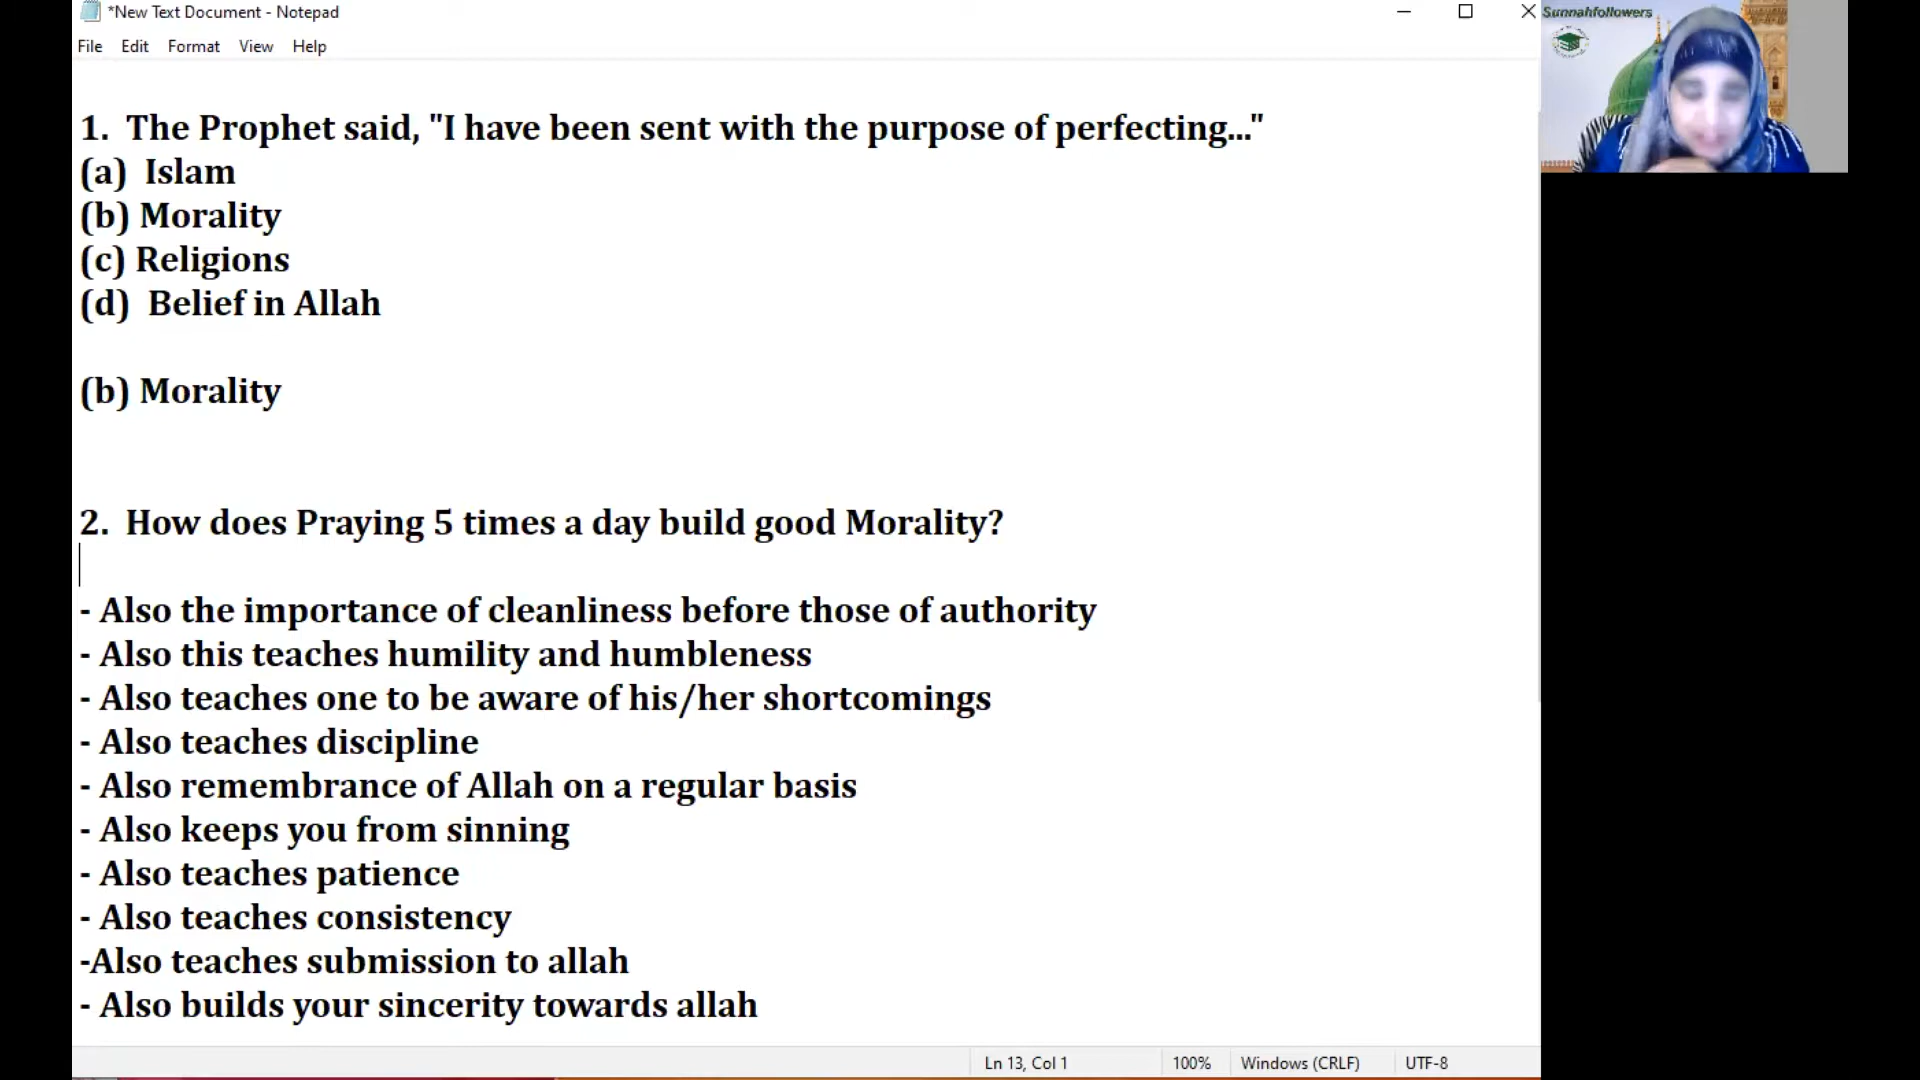 *New Text Document - Notepad
File Edit Format View Help
Sunnahfollowers
1. The Prophet said, "I have been sent with the purpose of perfecting..."
(a) Islam
(b) Morality
(c) Religions
(d) Belief in Allah
(b) Morality
2. How does Praying 5 times a day build good Morality?
- Also the importance of cleanliness before those of authority
- Also this teaches humility and humbleness
- Also teaches one to be aware of his/her shortcomings
- Also teaches discipline
- Also remembrance of Allah on a regular basis
- Also keeps you from sinning
- Also teaches patience
- Also teaches consistency
-Also teaches submission to allah
- Also builds your sincerity towards allah
Ln 13, Col 1 100% Windows (CRLF) UTF-8